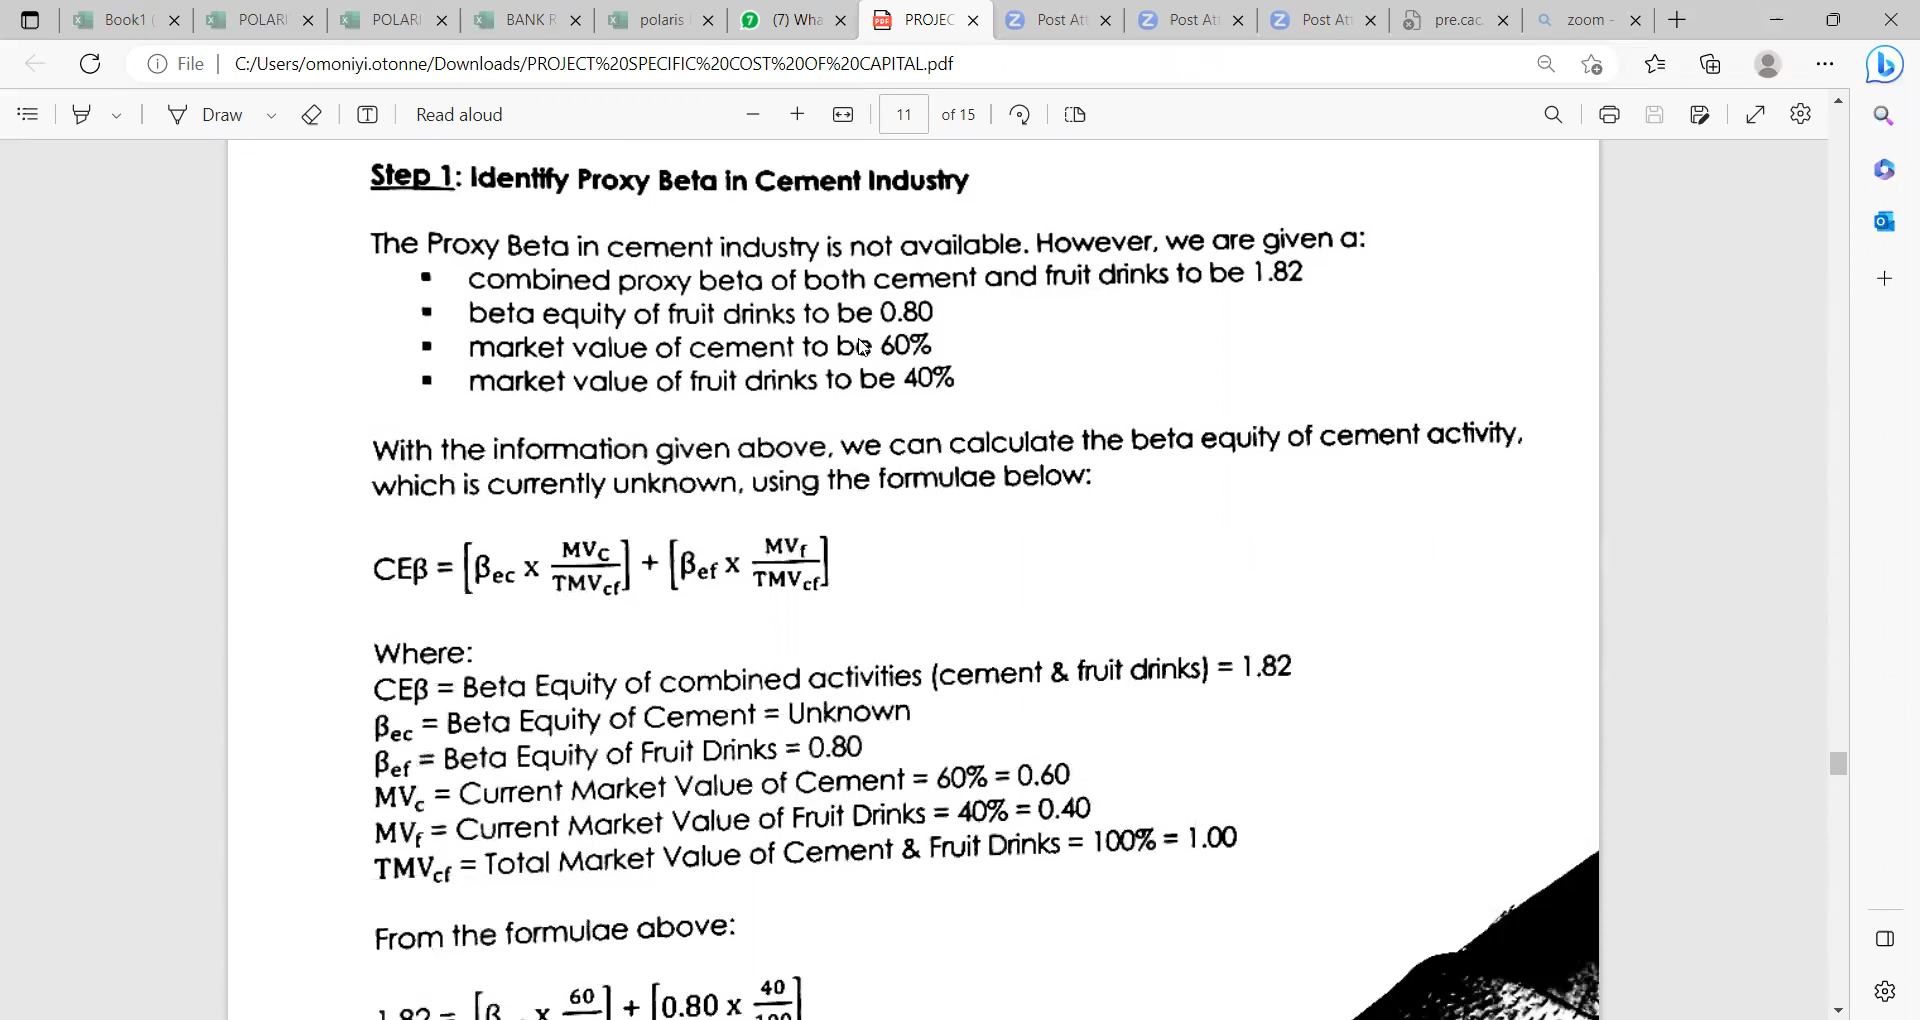 Book1 (
POLARI
POLARI
BANK R
polaris
(7) Wha
PROJEC
Post Att
Post Att
Post Att
pre.cac.
zoom -
File
C:/Users/omoniyi.otonne/Downloads/PROJECT%20SPECIFIC%20COST%20OF%20CAPITAL.pdf
Draw
Read aloud
11 of 15
Step 1: Identify Proxy Beta in Cement Industry
The Proxy Beta in cement industry is not available. However, we are given a:
▪ combined proxy beta of both cement and fruit drinks to be 1.82
▪ beta equity of fruit drinks to be 0.80
▪ market value of cement to be 60%
▪ market value of fruit drinks to be 40%
With the information given above, we can calculate the beta equity of cement activity,
which is currently unknown, using the formulae below:
CEβ = [βec x MVc/TMVcf] + [βef x MVf/TMVcf]
Where:
CEβ = Beta Equity of combined activities (cement & fruit drinks) = 1.82
βec = Beta Equity of Cement = Unknown
βef = Beta Equity of Fruit Drinks = 0.80
MVc = Current Market Value of Cement = 60% = 0.60
MVf = Current Market Value of Fruit Drinks = 40% = 0.40
TMVcf = Total Market Value of Cement & Fruit Drinks = 100% = 1.00
From the formulae above:
1.82 = [β x 60] + [0.80 x 40/100]